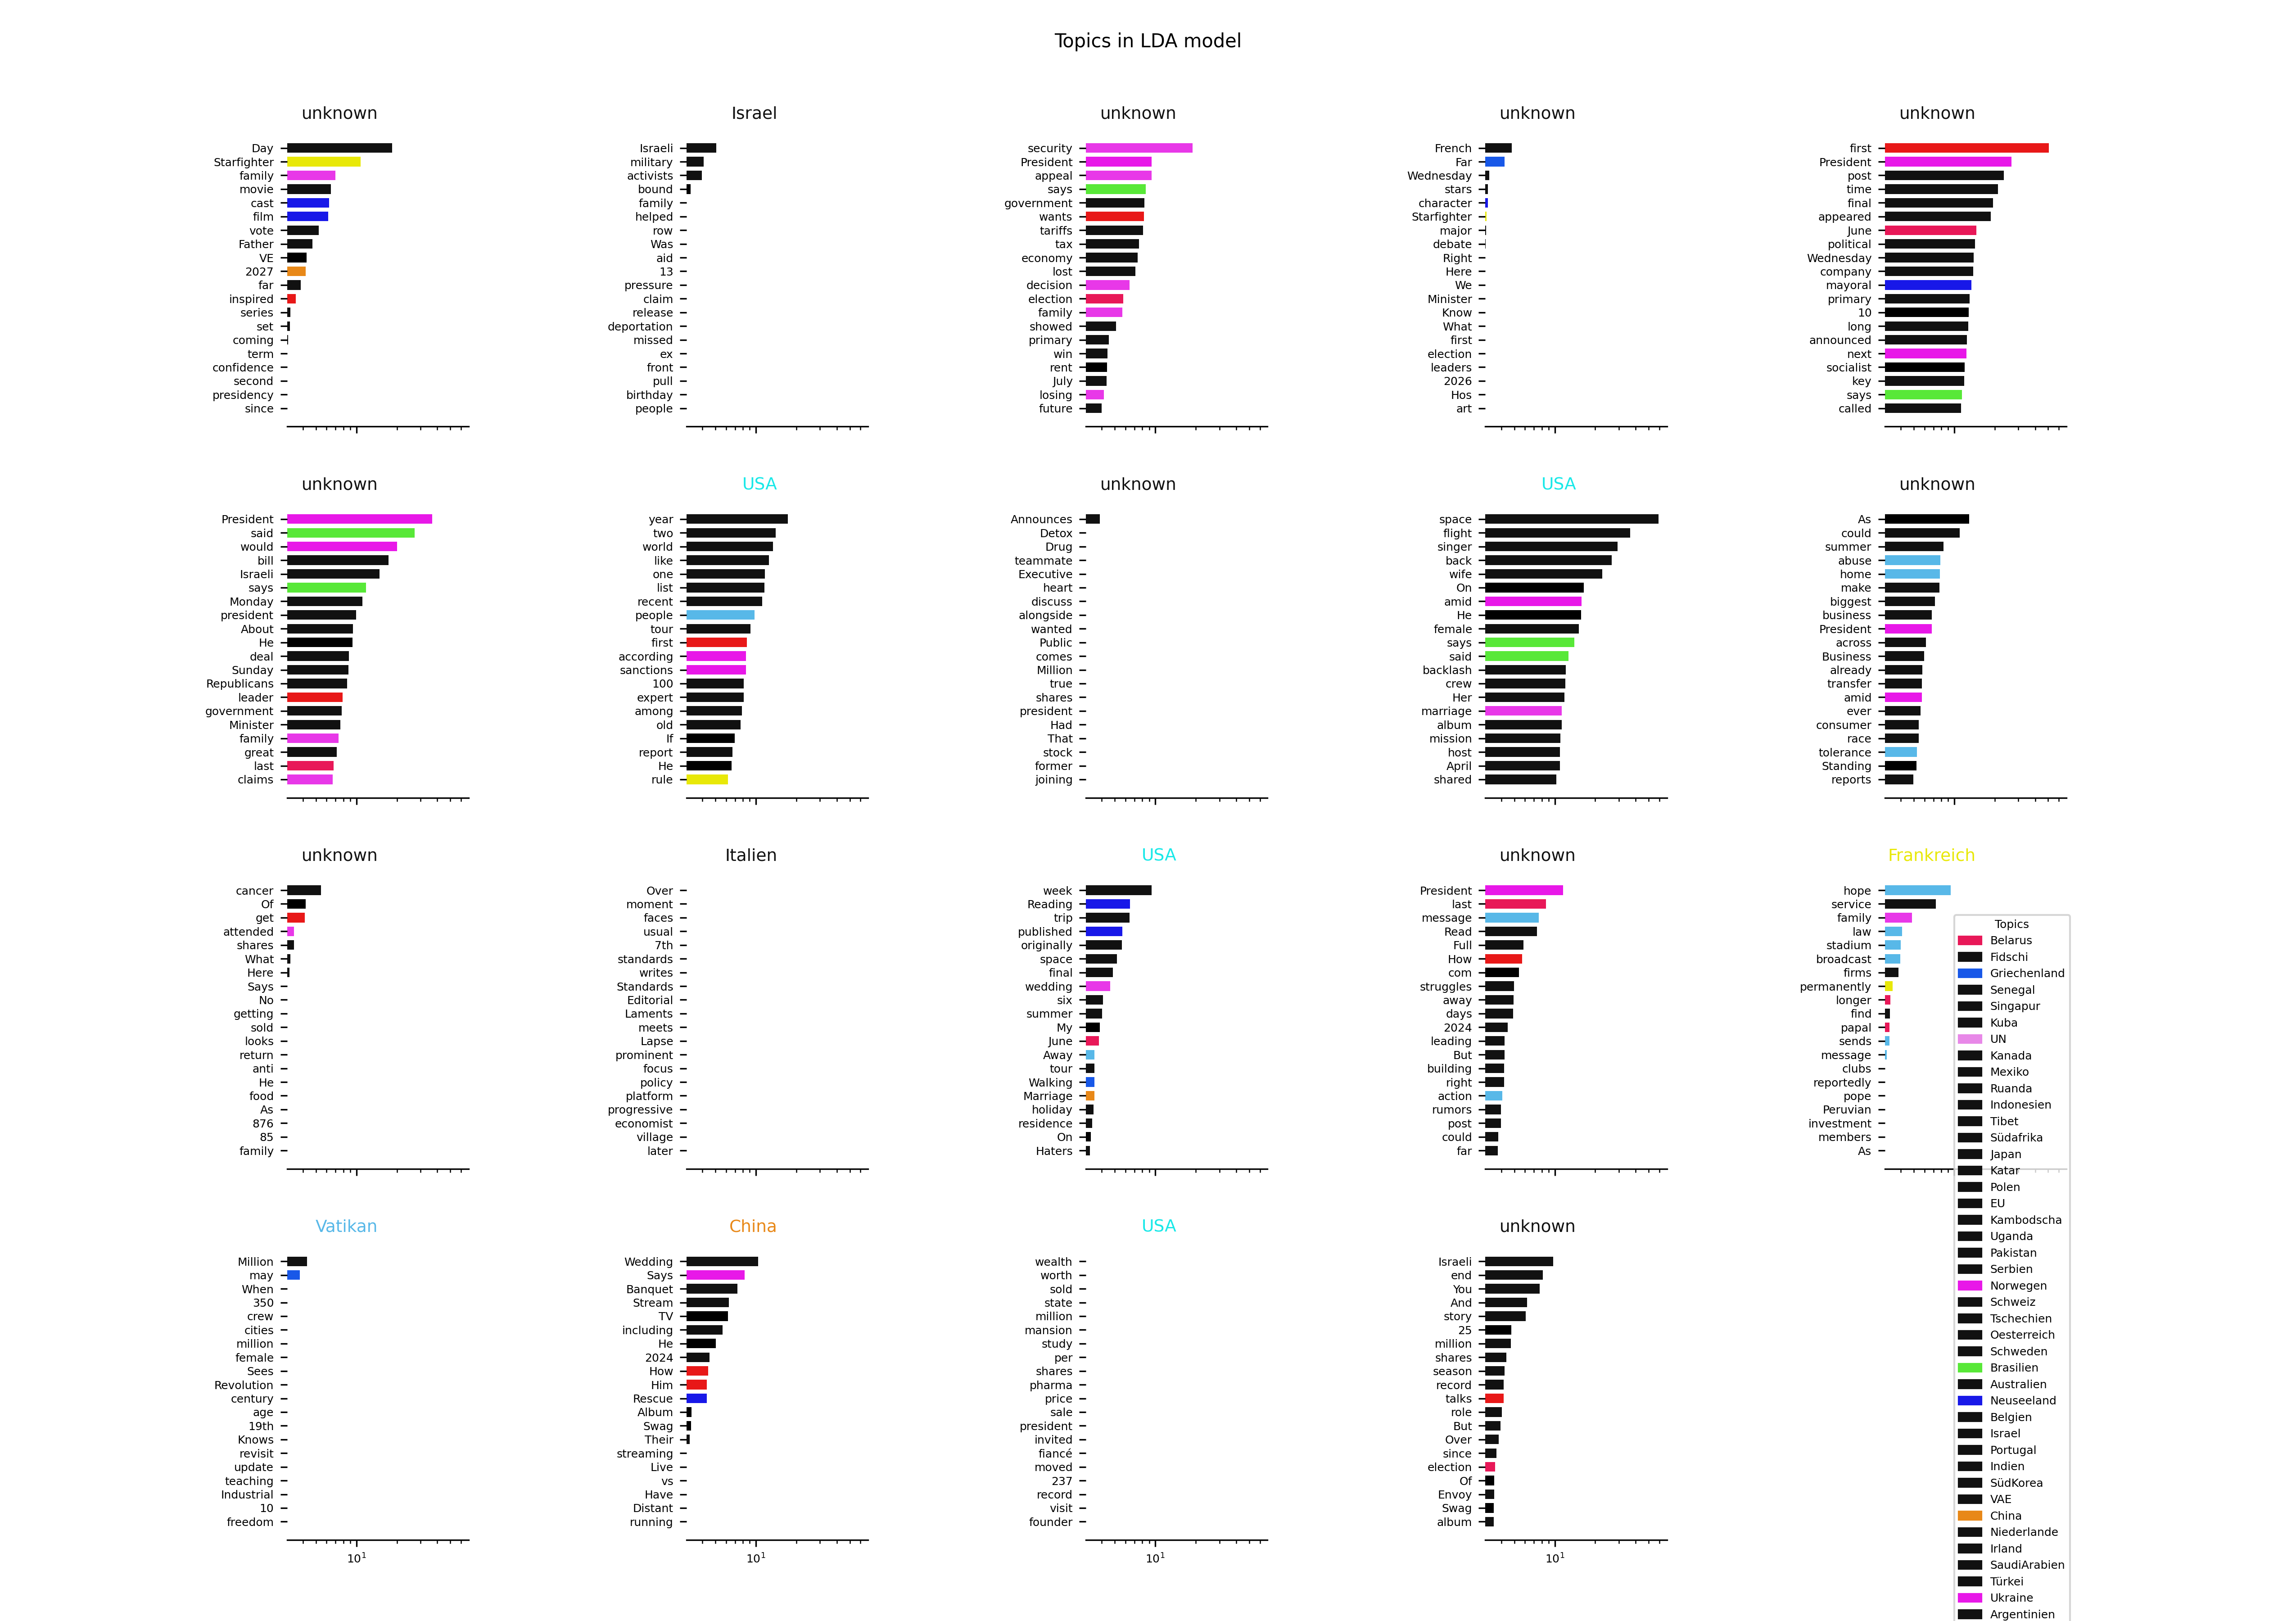 Topics in LDA model
unknown
Day
Starfighter
family
movie
cast
film
vote
Father
VE
2027
far
inspired
series
set
coming
term
confidence
second
presidency
since
Israel
Israeli
military
activists
bound
family
helped
row
Was
aid
13
pressure
claim
release
deportation
missed
ex
front
pull
birthday
people
unknown
security
President
appeal
says
government
wants
tariffs
tax
economy
lost
decision
election
family
showed
primary
win
rent
July
losing
future
unknown
French
Far
Wednesday
stars
character
Starfighter
major
debate
Right
Here
We
Minister
Know
What
first
election
leaders
2026
Hos
art
unknown
first
President
post
time
final
appeared
June
political
Wednesday
company
mayoral
primary
10
long
announced
next
socialist
key
says
called
unknown
President
said
would
bill
Israeli
says
Monday
president
About
He
deal
Sunday
Republicans
leader
government
Minister
family
great
last
claims
USA
year
two
world
like
one
list
recent
people
tour
first
according
sanctions
100
expert
among
old
If
report
He
rule
unknown
Announces
Detox
Drug
teammate
Executive
heart
discuss
alongside
wanted
Public
comes
Million
true
shares
president
Had
That
stock
former
joining
USA
space
flight
singer
back
wife
On
amid
He
female
says
said
backlash
crew
Her
marriage
album
mission
host
April
shared
unknown
As
could
summer
abuse
home
make
biggest
business
President
across
Business
already
transfer
amid
ever
consumer
race
tolerance
Standing
reports
unknown
cancer
Of
get
attended
shares
What
Here
Says
No
getting
sold
looks
return
anti
He
food
As
876
85
family
Italien
Over
moment
faces
usual
7th
standards
writes
Standards
Editorial
Laments
meets
Lapse
prominent
focus
policy
platform
progressive
economist
village
later
USA
week
Reading
trip
published
originally
space
final
wedding
six
summer
My
June
Away
tour
Walking
Marriage
holiday
residence
On
Haters
unknown
President
last
message
Read
Full
How
com
struggles
away
days
2024
leading
But
building
right
action
rumors
post
could
far
Frankreich
hope
service
family
law
stadium
broadcast
firms
permanently
longer
find
papal
sends
message
clubs
reportedly
pope
Peruvian
investment
members
As
Vatikan
Million
may
When
350
crew
cities
million
female
Sees
Revolution
century
age
19th
Knows
revisit
update
teaching
Industrial
10
freedom
10¹
China
Wedding
Says
Banquet
Stream
TV
including
He
2024
How
Him
Rescue
Album
Swag
Their
streaming
Live
vs
Have
Distant
running
10¹
USA
wealth
worth
sold
state
million
mansion
study
per
shares
pharma
price
sale
president
invited
fiancé
moved
237
record
visit
founder
10¹
unknown
Israeli
end
You
And
story
25
million
shares
season
record
talks
role
But
Over
since
election
Of
Envoy
Swag
album
10¹
Topics
Belarus
Fidschi
Griechenland
Senegal
Singapur
Kuba
UN
Kanada
Mexiko
Ruanda
Indonesien
Tibet
Südafrika
Japan
Katar
Polen
EU
Kambodscha
Uganda
Pakistan
Serbien
Norwegen
Schweiz
Tschechien
Oesterreich
Schweden
Brasilien
Australien
Neuseeland
Belgien
Israel
Portugal
Indien
SüdKorea
VAE
China
Niederlande
Irland
SaudiArabien
Türkei
Ukraine
Argentinien